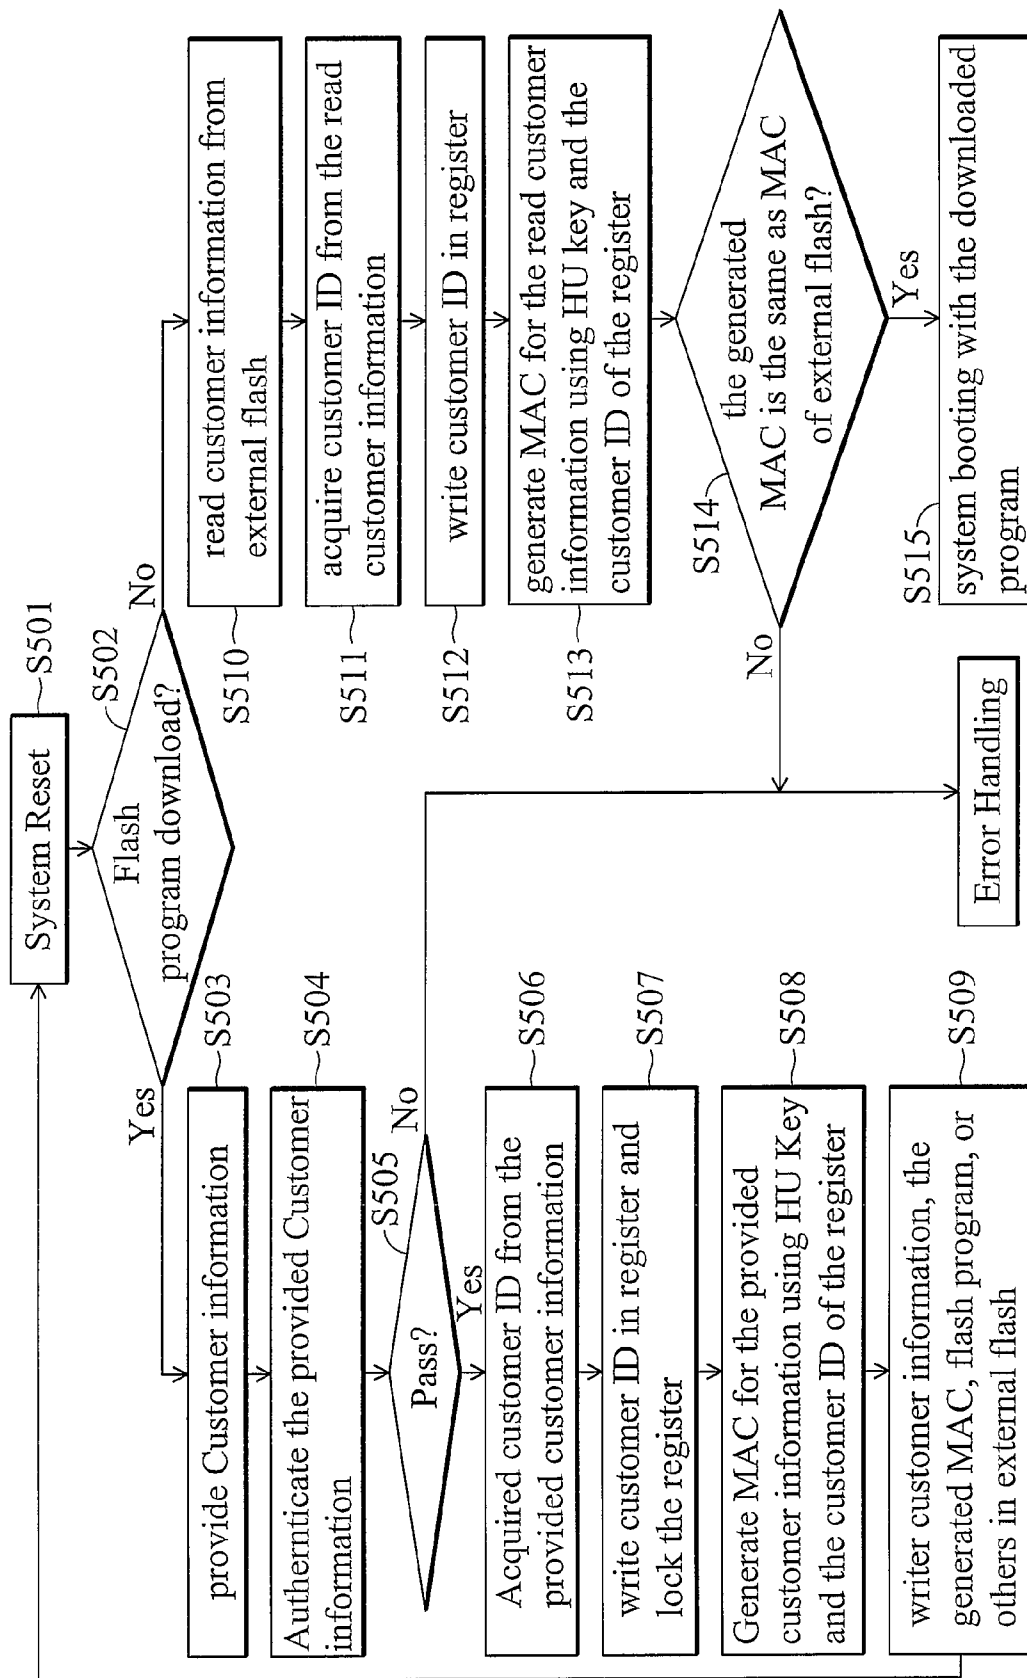 System Reset
S501
Flash
program download?
S502
Yes
No
provide Customer information
S503
Authernticate the provided Customer
information
S504
Pass?
S505
No
Yes
Acquired customer ID from the
provided customer information
S506
write customer ID in register and
lock the register
S507
Generate MAC for the provided
customer information using HU Key
and the customer ID of the register
S508
writer customer information, the
generated MAC, flash program, or
others in external flash
S509
read customer information from
external flash
S510
acquire customer ID from the read
customer information
S511
write customer ID in register
S512
generate MAC for the read customer
information using HU key and the
customer ID of the register
S513
the generated
MAC is the same as MAC
of external flash?
S514
No
Yes
Error Handling
S515
system booting with the downloaded
program